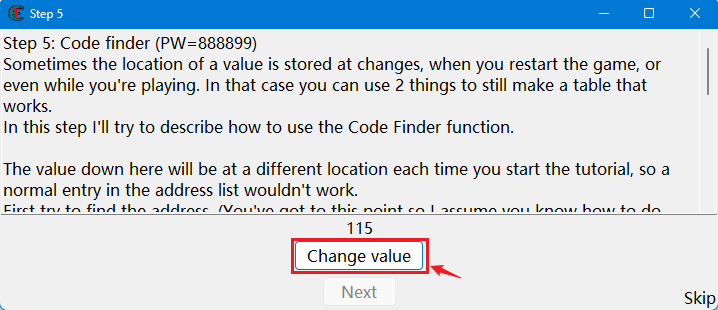 Step 5
Step 5: Code finder (PW=888899)
Sometimes the location of a value is stored at changes, when you restart the game, or
even while you're playing. In that case you can use 2 things to still make a table that
works.
In this step I'll try to describe how to use the Code Finder function.
The value down here will be at a different location each time you start the tutorial, so a
normal entry in the address list wouldn't work.
First try to find the address. (You've got to this point so I assume you know how to do
115
Change value
Next
Skip